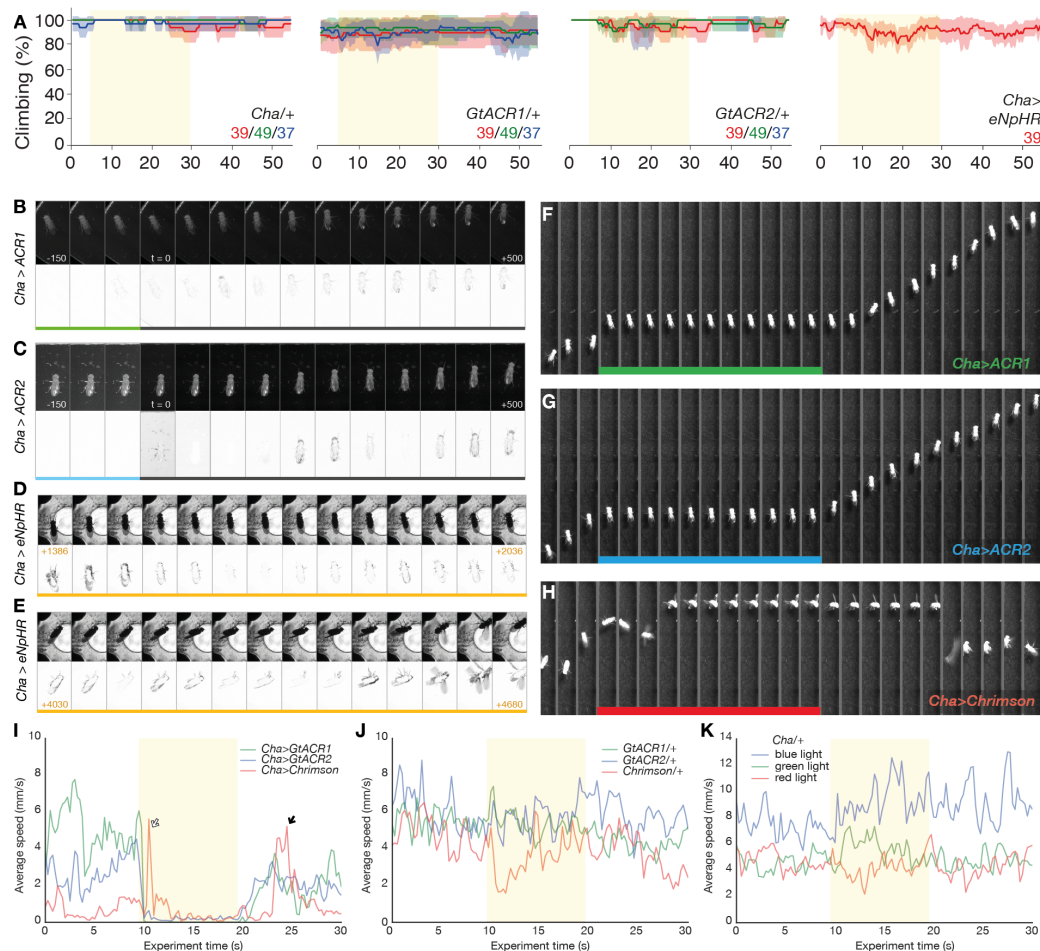 A
Climbing (%)
100
80
60
40
20
0
0 10 20 30 40 50
Cha/+
39/49/37
0 10 20 30 40 50
GtACR1/+
39/49/37
0 10 20 30 40 50
GtACR2/+
39/49/37
0 10 20 30 40 50
Cha>
eNpHR
39
B
Cha > ACR1
-150
t = 0
+500
C
Cha > ACR2
-150
t = 0
+500
D
Cha > eNpHR
+1386
+2036
E
Cha > eNpHR
+4030
+4680
F
Cha>ACR1
G
Cha>ACR2
H
Cha>Chrimson
I
Average speed (mm/s)
10
8
6
4
2
0
0 5 10 15 20 25 30
Experiment time (s)
Cha>GtACR1
Cha>GtACR2
Cha>Chrimson
J
Average speed (mm/s)
10
8
6
4
2
0
0 5 10 15 20 25 30
Experiment time (s)
GtACR1/+
GtACR2/+
Chrimson/+
K
Average speed (mm/s)
14
12
10
8
6
4
2
0
0 5 10 15 20 25 30
Experiment time (s)
Cha/+
blue light
green light
red light